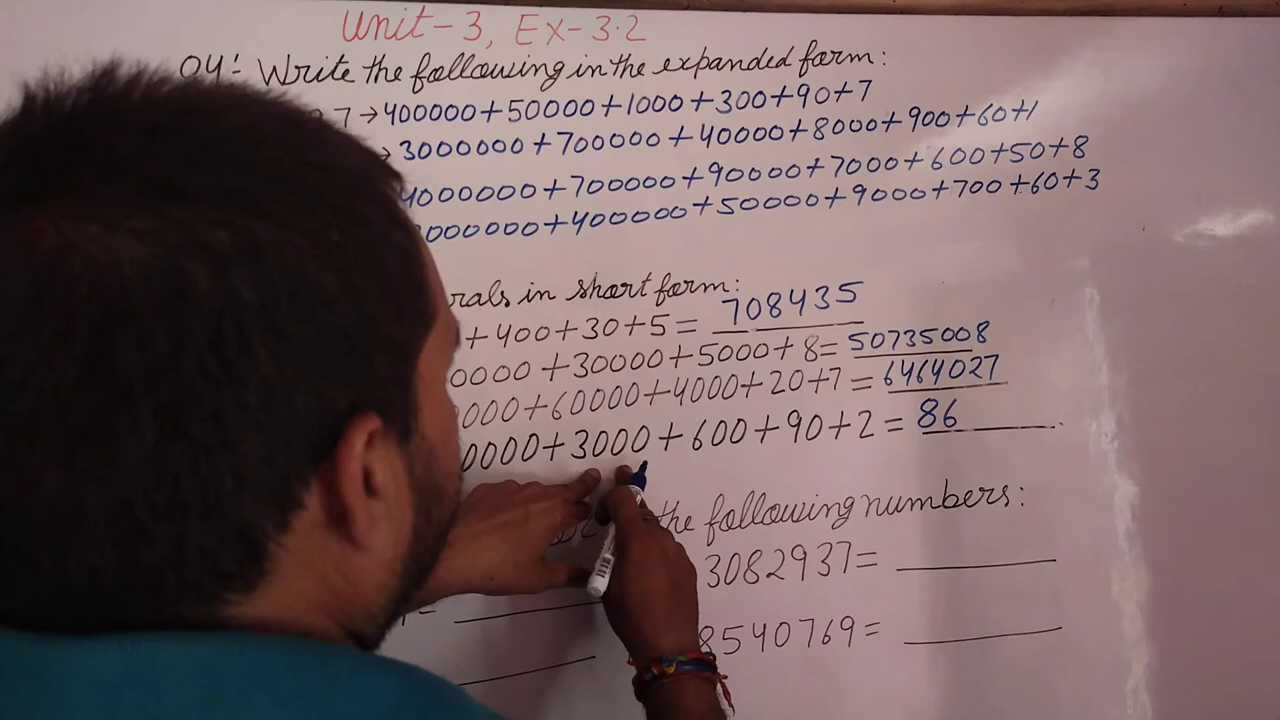 Unit-3, Ex-3.2
Q4:- Write the following in the expanded form:
7 → 400000+50000+1000+300+90+7
→ 3000000+700000+40000+8000+900+60+1
4000000+700000+90000+7000+600+50+8
000000+400000+50000+9000+700+60+3
rals in short form:
+400+30+5= 708435
0000+30000+5000+8= 50735008
000+60000+4000+20+7= 6464027
0000+3000+600+90+2= 86
the following numbers:
3082937=
8540769=